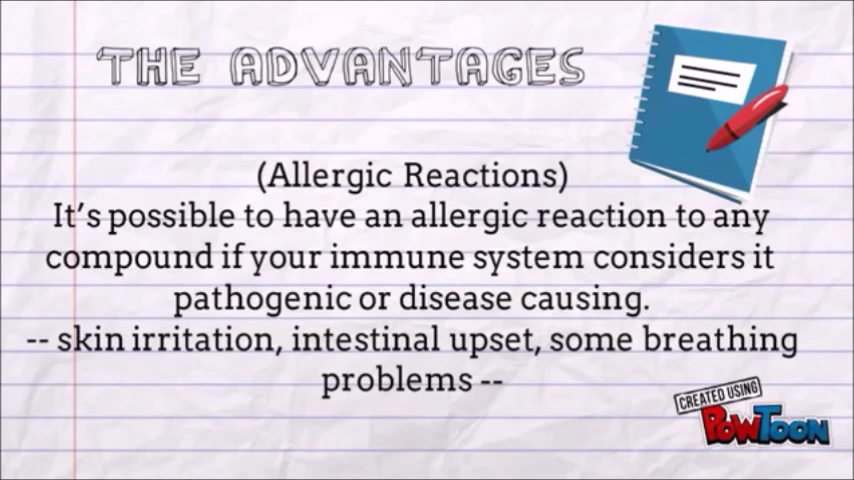 THE ADVANTAGES
(Allergic Reactions)
It's possible to have an allergic reaction to any
compound if your immune system considers it
pathogenic or disease causing.
-- skin irritation, intestinal upset, some breathing
problems --
CREATED USING
POWTOON